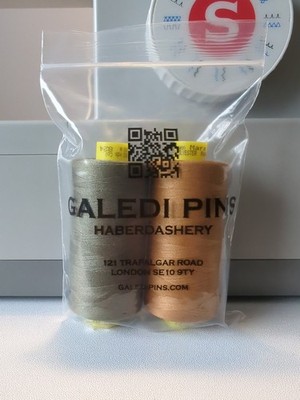 GALEDI PINS
HABERDASHERY
121 TRAFALGAR ROAD
LONDON SE10 9TY
GALEDIPINS.COM
S